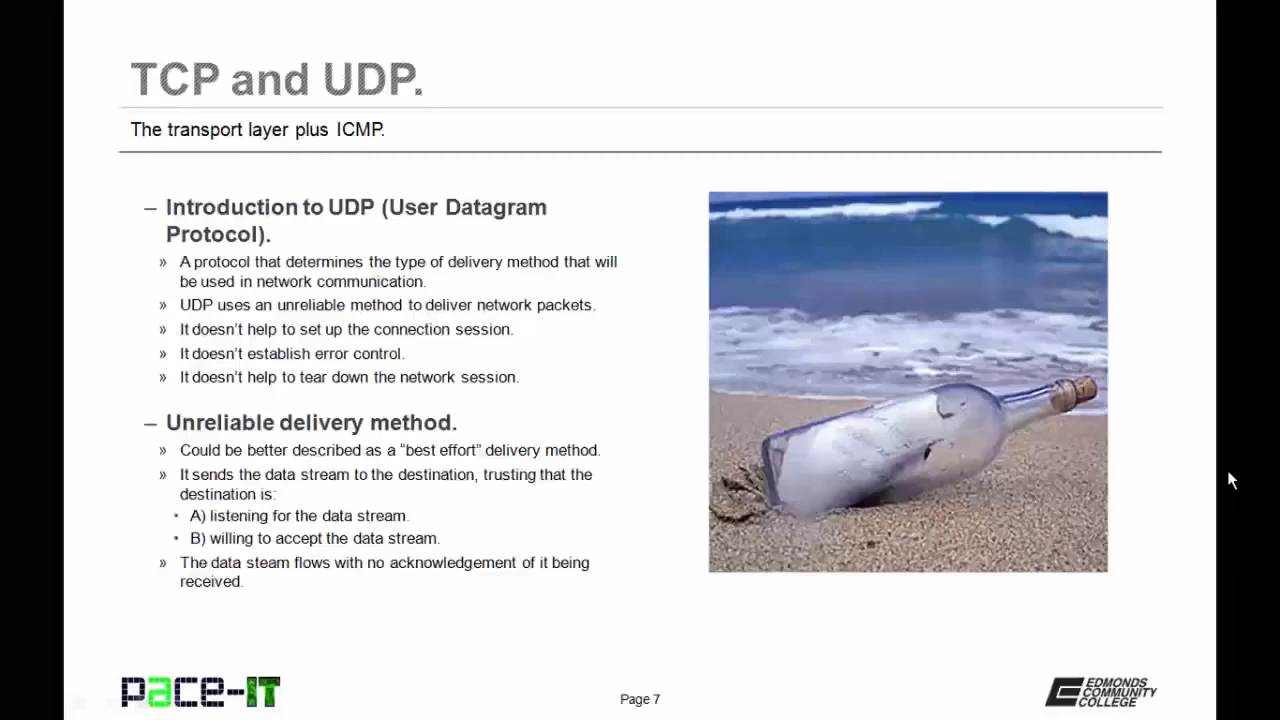 TCP and UDP.
The transport layer plus ICMP.
– Introduction to UDP (User Datagram
Protocol).
» A protocol that determines the type of delivery method that will
be used in network communication.
» UDP uses an unreliable method to deliver network packets.
» It doesn't help to set up the connection session.
» It doesn't establish error control.
» It doesn't help to tear down the network session.
– Unreliable delivery method.
» Could be better described as a “best effort” delivery method.
» It sends the data stream to the destination, trusting that the
destination is:
• A) listening for the data stream.
• B) willing to accept the data stream.
» The data steam flows with no acknowledgement of it being
received.
pace-IT
Page 7
EDMONDS
COMMUNITY
COLLEGE